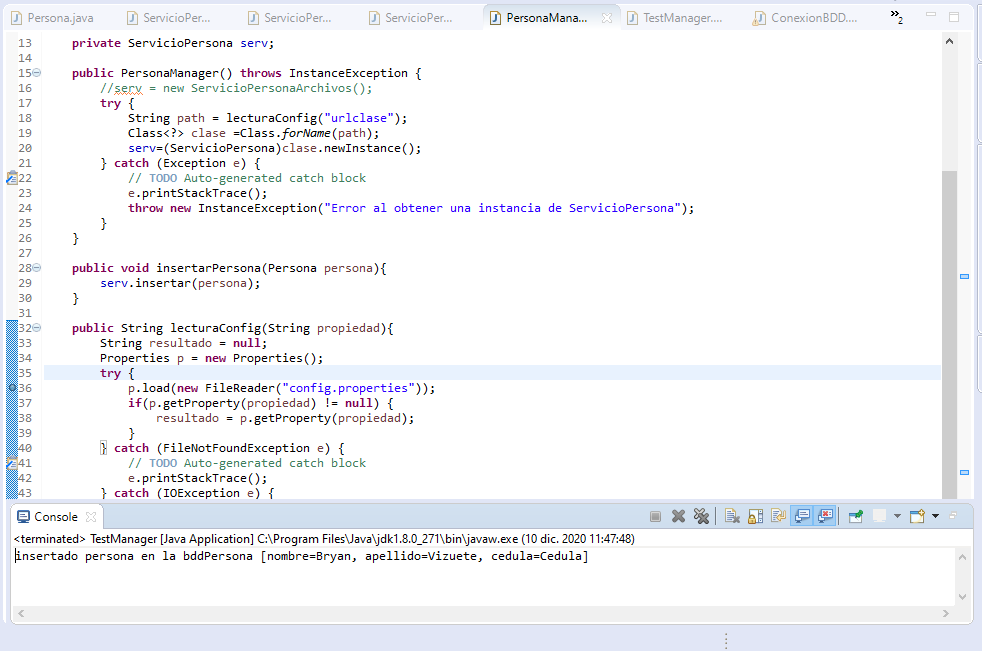 Persona.java ServicioPer... ServicioPer... ServicioPer... PersonaMana... TestManager.... ConexionBDD.... »2
13 private ServicioPersona serv;
14
15 public PersonaManager() throws InstanceException {
16 //serv = new ServicioPersonaArchivos();
17 try {
18 String path = lecturaConfig("urlclase");
19 Class<?> clase =Class.forName(path);
20 serv=(ServicioPersona)clase.newInstance();
21 } catch (Exception e) {
22 // TODO Auto-generated catch block
23 e.printStackTrace();
24 throw new InstanceException("Error al obtener una instancia de ServicioPersona");
25 }
26 }
27
28 public void insertarPersona(Persona persona){
29 serv.insertar(persona);
30 }
31
32 public String lecturaConfig(String propiedad){
33 String resultado = null;
34 Properties p = new Properties();
35 try {
36 p.load(new FileReader("config.properties"));
37 if(p.getProperty(propiedad) != null) {
38 resultado = p.getProperty(propiedad);
39 }
40 } catch (FileNotFoundException e) {
41 // TODO Auto-generated catch block
42 e.printStackTrace();
43 } catch (IOException e) {
Console
<terminated> TestManager [Java Application] C:\Program Files\Java\jdk1.8.0_271\bin\javaw.exe (10 dic. 2020 11:47:48)
insertado persona en la bddPersona [nombre=Bryan, apellido=Vizuete, cedula=Cedula]